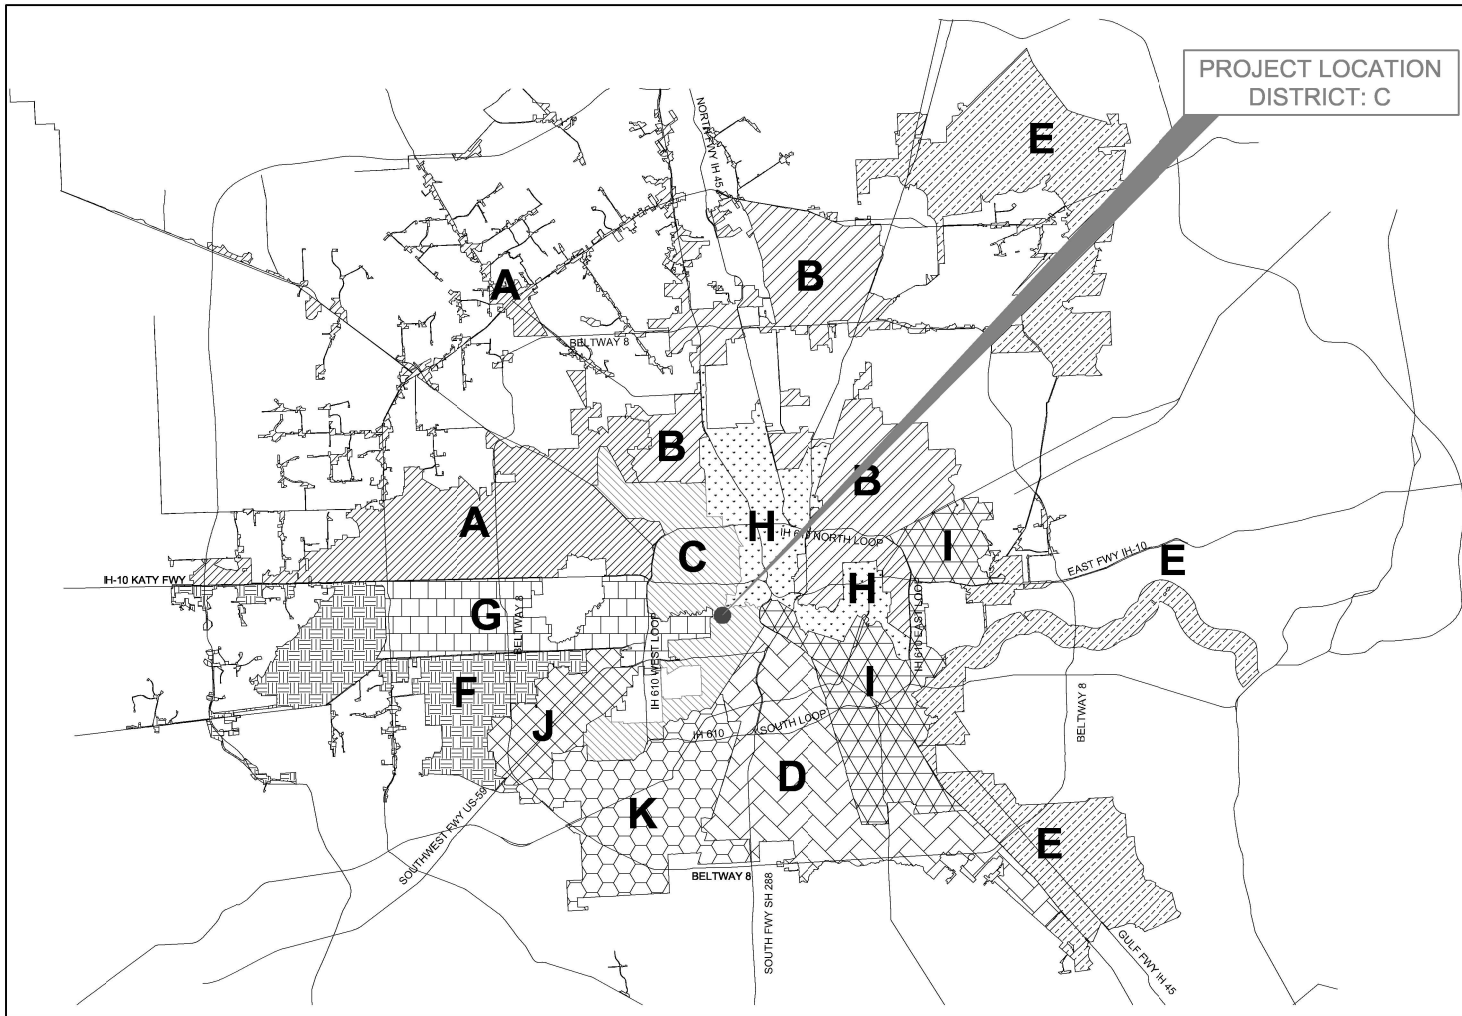 PROJECT LOCATION
DISTRICT: C
NORTH FWY IH 45
E
A
B
BELTWAY 8
B
B
A
H
IH 610 NORTH LOOP
I
C
EAST FWY IH-10
E
IH-10 KATY FWY
H
G
BELTWAY 8
IH 610 WEST LOOP
IH 610 EAST LOOP
F
I
J
IH 610
SOUTH LOOP
BELTWAY 8
D
K
SOUTHWEST FWY US-59
E
BELTWAY 8
SOUTH FWY SH 288
GULF FWY IH 45